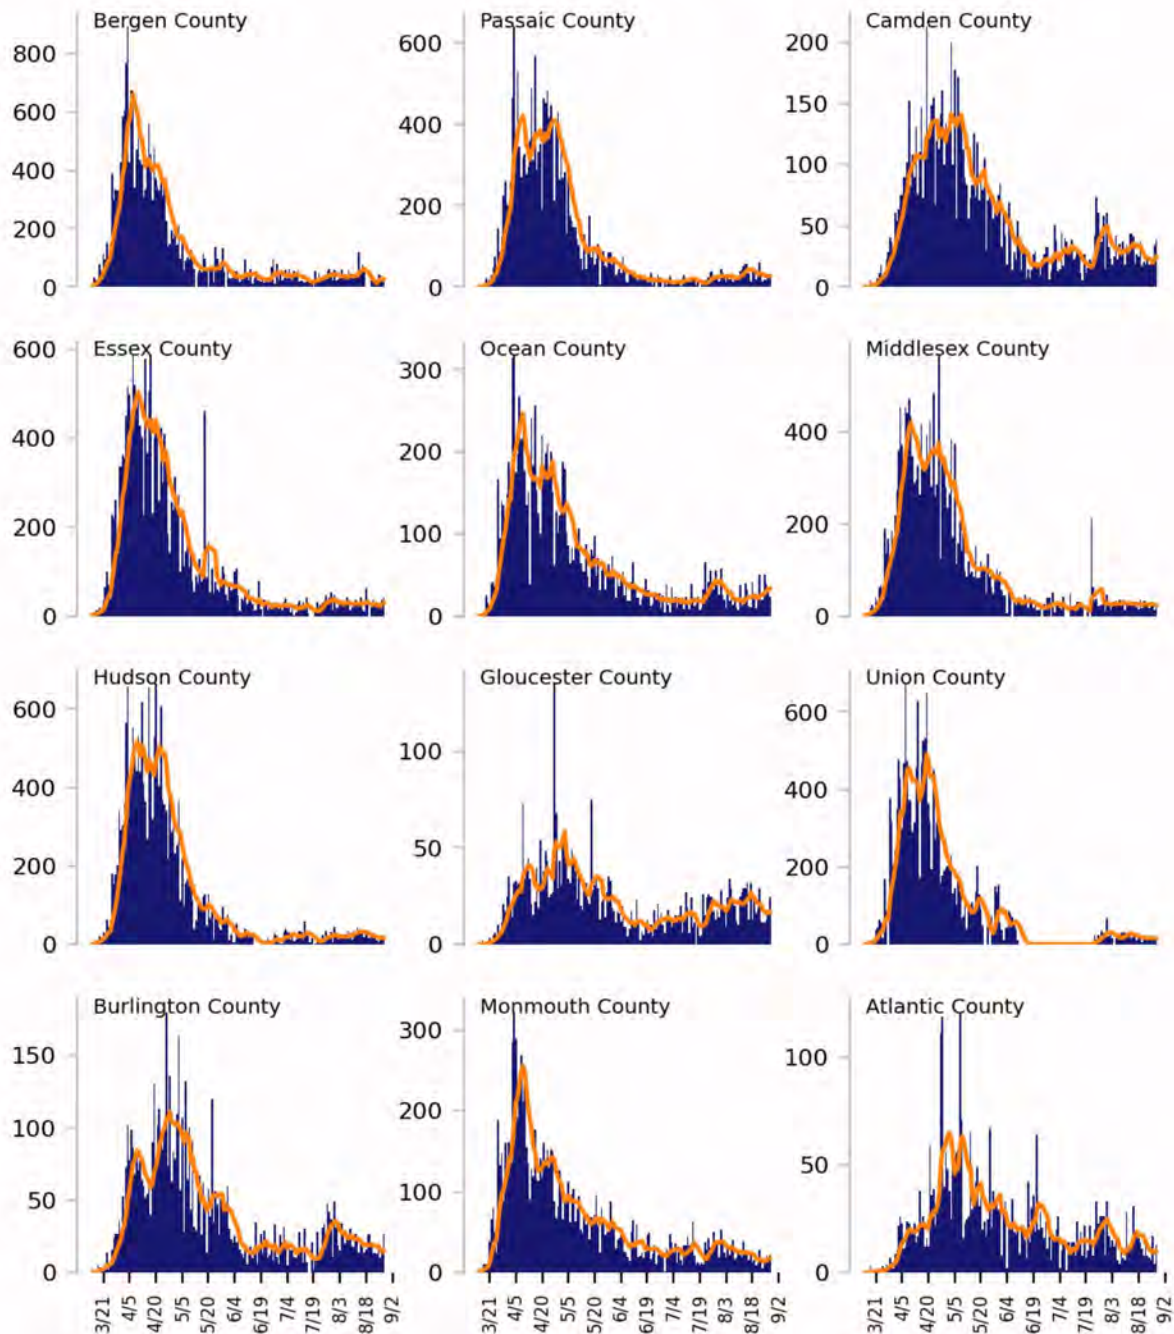 Bergen County Passaic County Camden County
800 600 200
600 150
400 400 100
200 200 50
0 0 0
Essex County Ocean County Middlesex County
600 300
400 200 400
200 100 200
0 0 0
Hudson County Gloucester County Union County
600 600
400 100 400
200 50 200
0 0 0
Burlington County Monmouth County Atlantic County
150 300 100
100 200
50 100 50
0 0 0
3/21 4/5 4/20 5/5 5/20 6/4 6/19 7/4 7/19 8/3 8/18 9/2 3/21 4/5 4/20 5/5 5/20 6/4 6/19 7/4 7/19 8/3 8/18 9/2 3/21 4/5 4/20 5/5 5/20 6/4 6/19 7/4 7/19 8/3 8/18 9/2